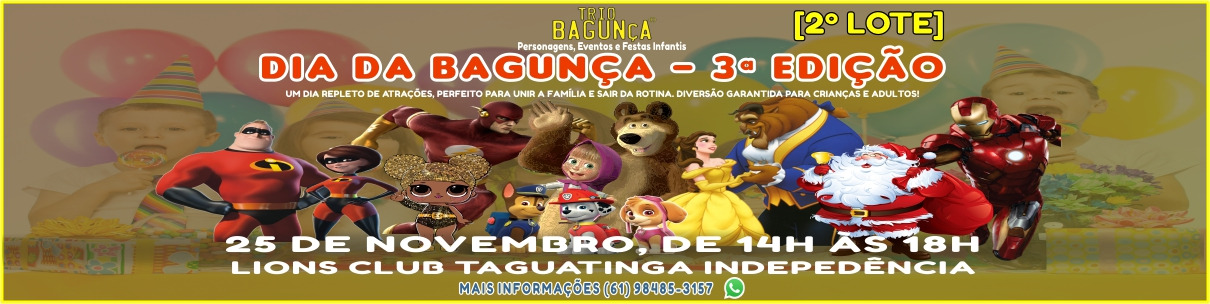 TRIO
BAGUNÇA
Personagens, Eventos e Festas Infantis
[2º LOTE]
DIA DA BAGUNÇA - 3ª EDIÇÃO
UM DIA REPLETO DE ATRAÇÕES, PERFEITO PARA UNIR A FAMÍLIA E SAIR DA ROTINA. DIVERSÃO GARANTIDA PARA CRIANÇAS E ADULTOS!
25 DE NOVEMBRO, DE 14H ÀS 18H
LIONS CLUB TAGUATINGA INDEPEDÊNCIA
MAIS INFORMAÇÕES (61) 98485-3157